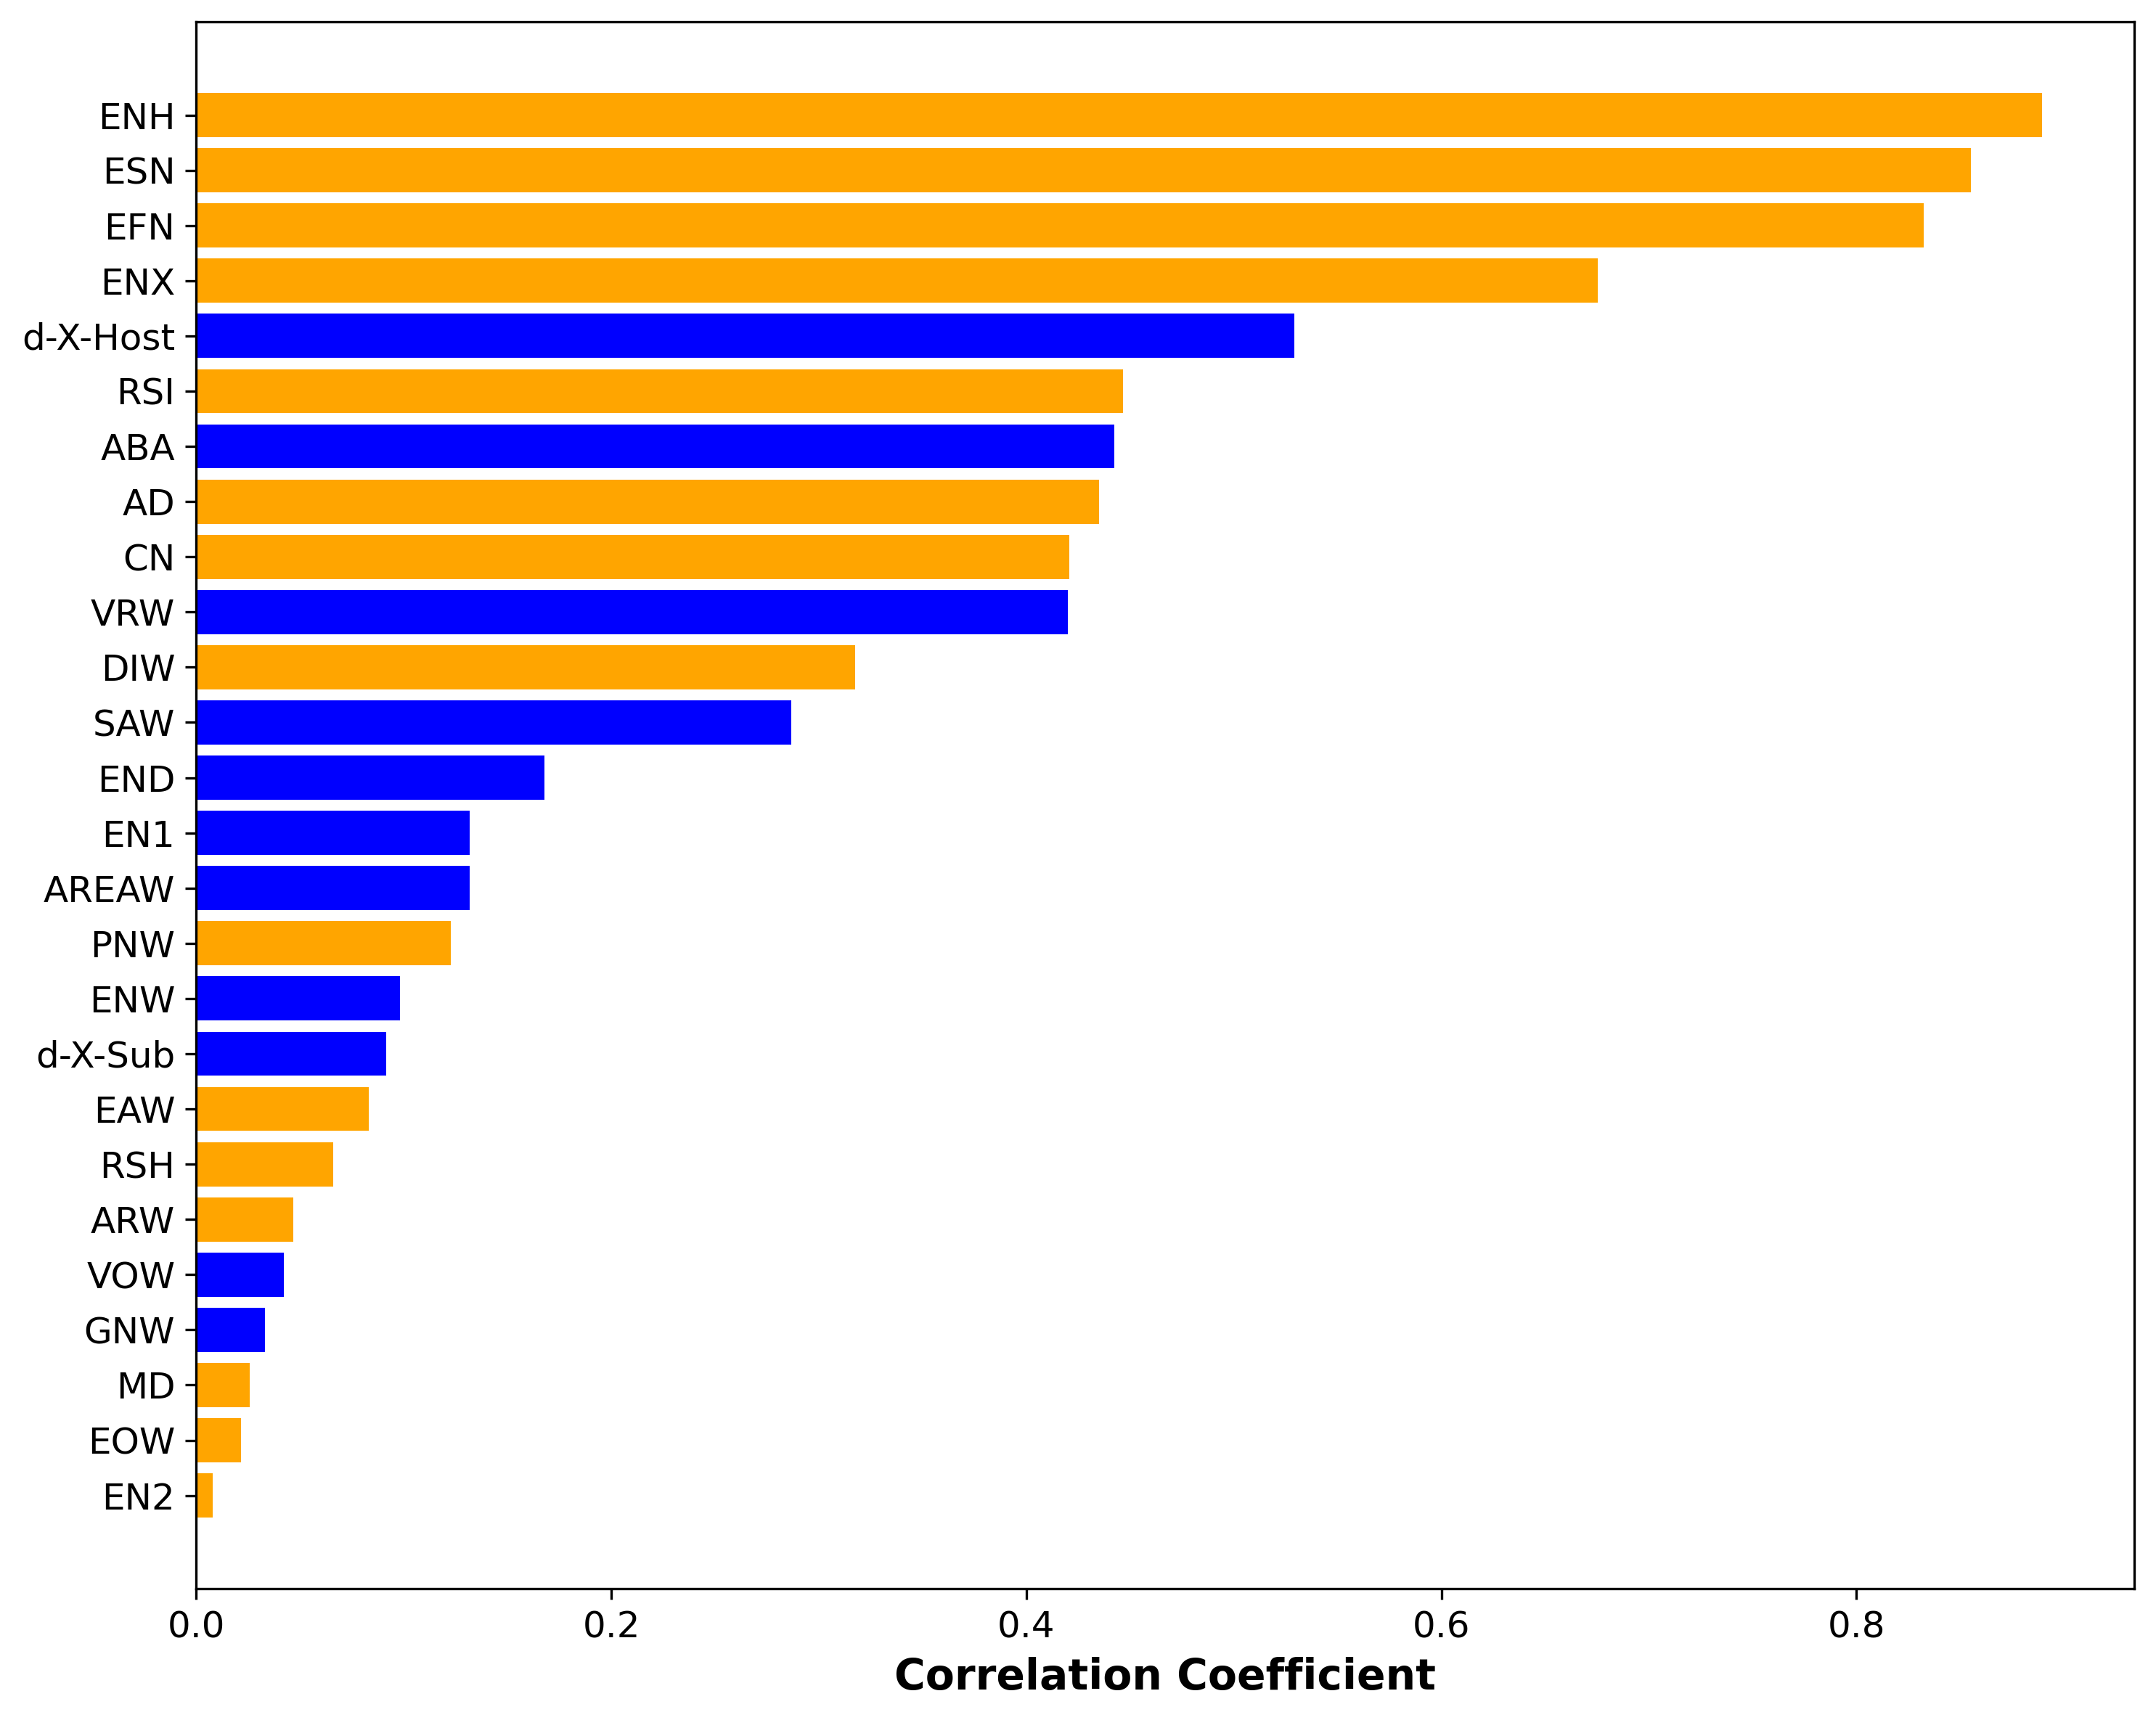 ENH
ESN
EFN
ENX
d-X-Host
RSI
ABA
AD
CN
VRW
DIW
SAW
END
EN1
AREAW
PNW
ENW
d-X-Sub
EAW
RSH
ARW
VOW
GNW
MD
EOW
EN2
0.0 0.2 0.4 0.6 0.8
Correlation Coefficient